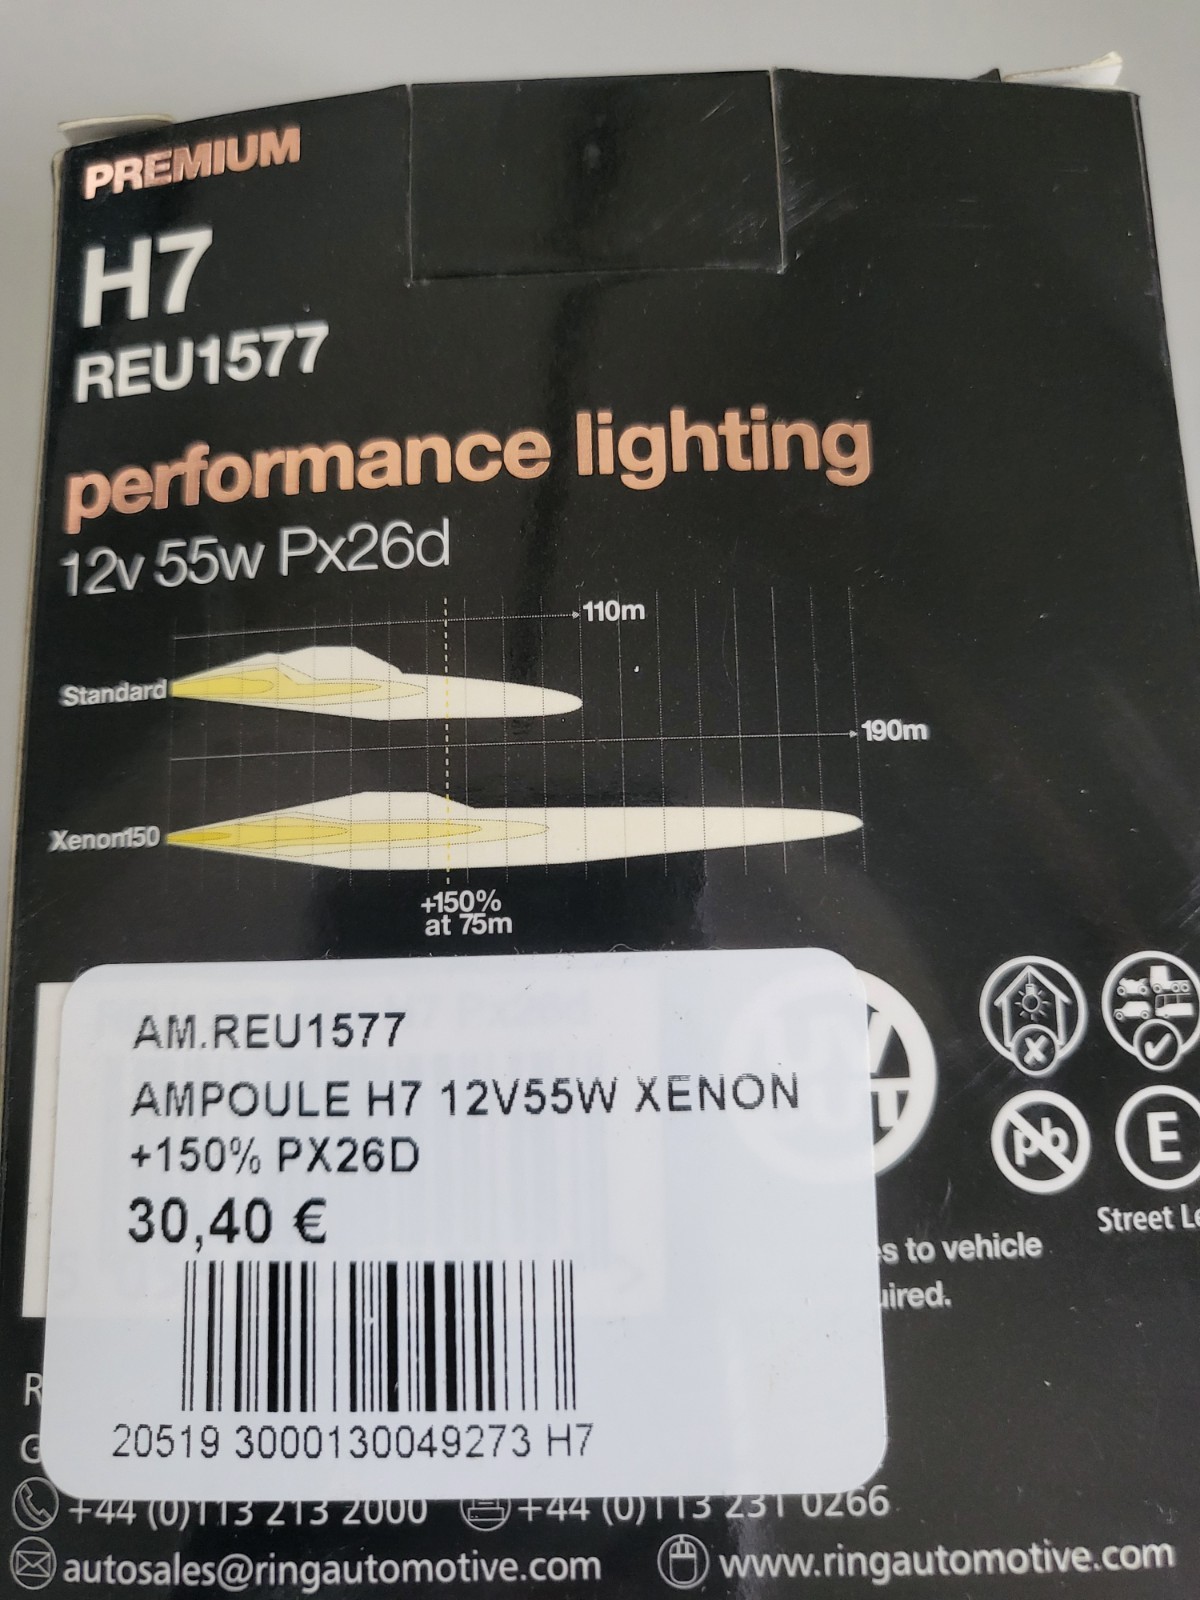 PREMIUM
H7
REU1577
performance lighting
12v 55w Px26d
110m
Standard
190m
Xenon150
+150%
at 75m
AM.REU1577
AMPOULE H7 12V55W XENON
+150% PX26D
30,40 €
20519 3000130049273 H7
pb
E
Street
to vehicle
+44 (0)113 213 2000
+44 (0)113 231 0266
autosales@ringautomotive.com
www.ringautomotive.com